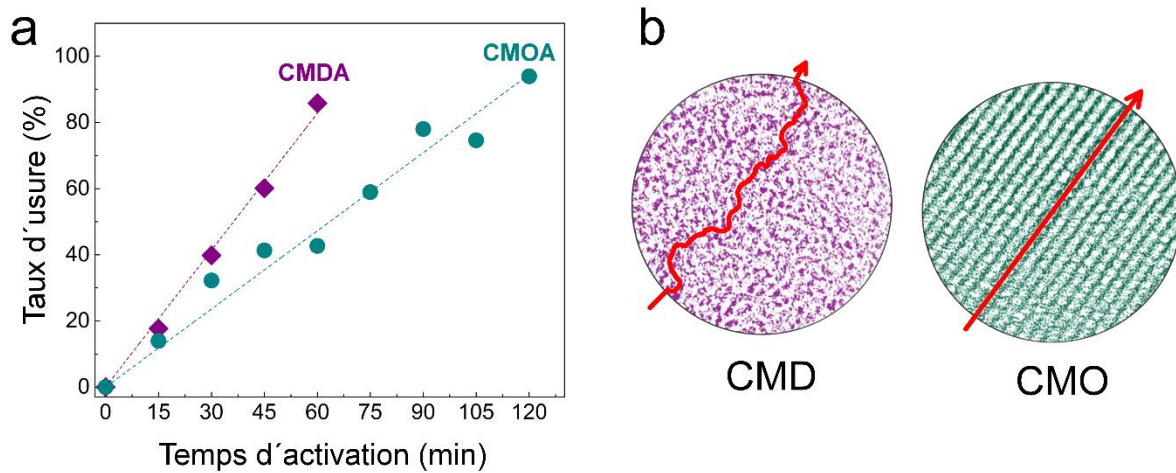 a
b
CMDA
CMOA
100
80
60
40
20
0
Taux d´usure (%)
0 15 30 45 60 75 90 105 120
Temps d´activation (min)
CMD
CMO